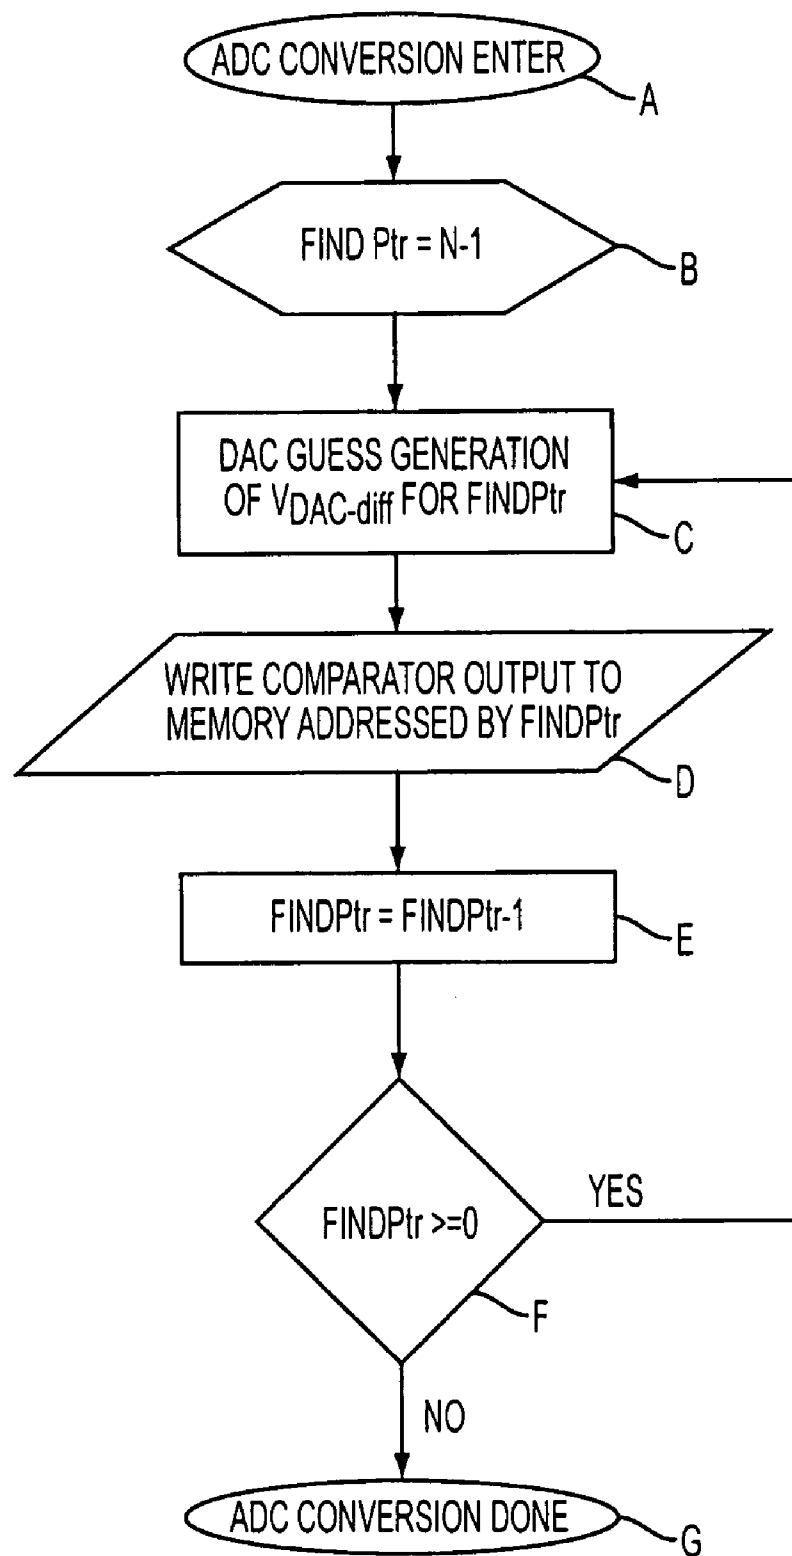 ADC CONVERSION ENTER
A
FIND Ptr = N-1
B
DAC GUESS GENERATION
OF VDAC-diff FOR FINDPtr
C
WRITE COMPARATOR OUTPUT TO
MEMORY ADDRESSED BY FINDPtr
D
FINDPtr = FINDPtr-1
E
FINDPtr >=0
YES
F
NO
ADC CONVERSION DONE
G